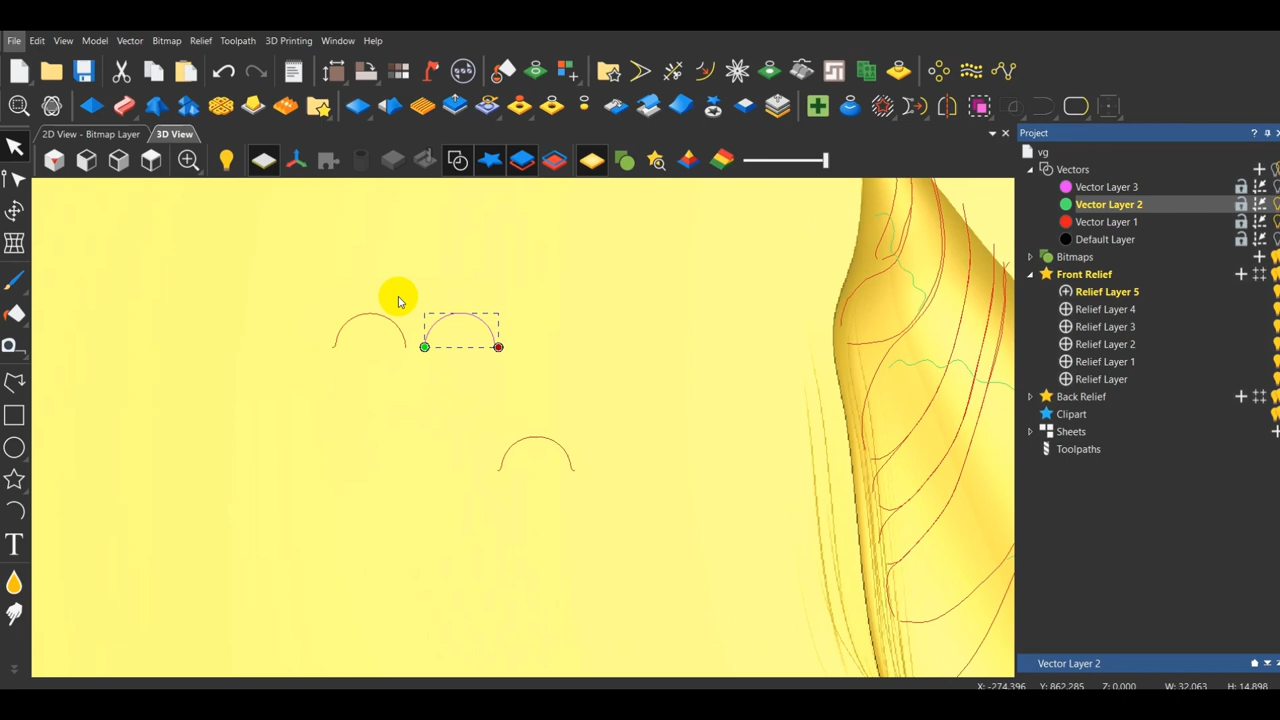 File Edit View Model Vector Bitmap Relief Toolpath 3D Printing Window Help
2D View - Bitmap Layer 3D View
Project
vg
Vectors
Vector Layer 3
Vector Layer 2
Vector Layer 1
Default Layer
Bitmaps
Front Relief
Relief Layer 5
Relief Layer 4
Relief Layer 3
Relief Layer 2
Relief Layer 1
Relief Layer
Back Relief
Clipart
Sheets
Toolpaths
T
Vector Layer 2
X: -274.396 Y: 862.285 Z: 0.000 W: 32.063 H: 14.898